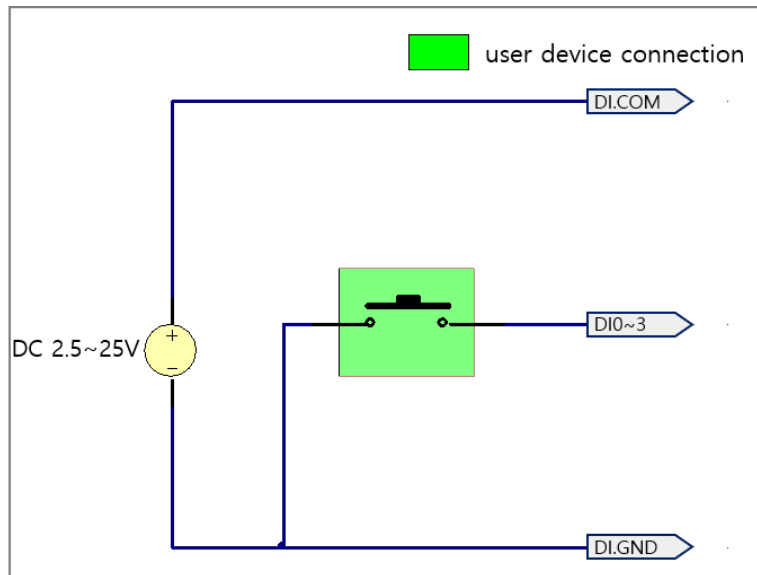 user device connection
DI.COM
DI0~3
DC 2.5~25V
+
−
DI.GND